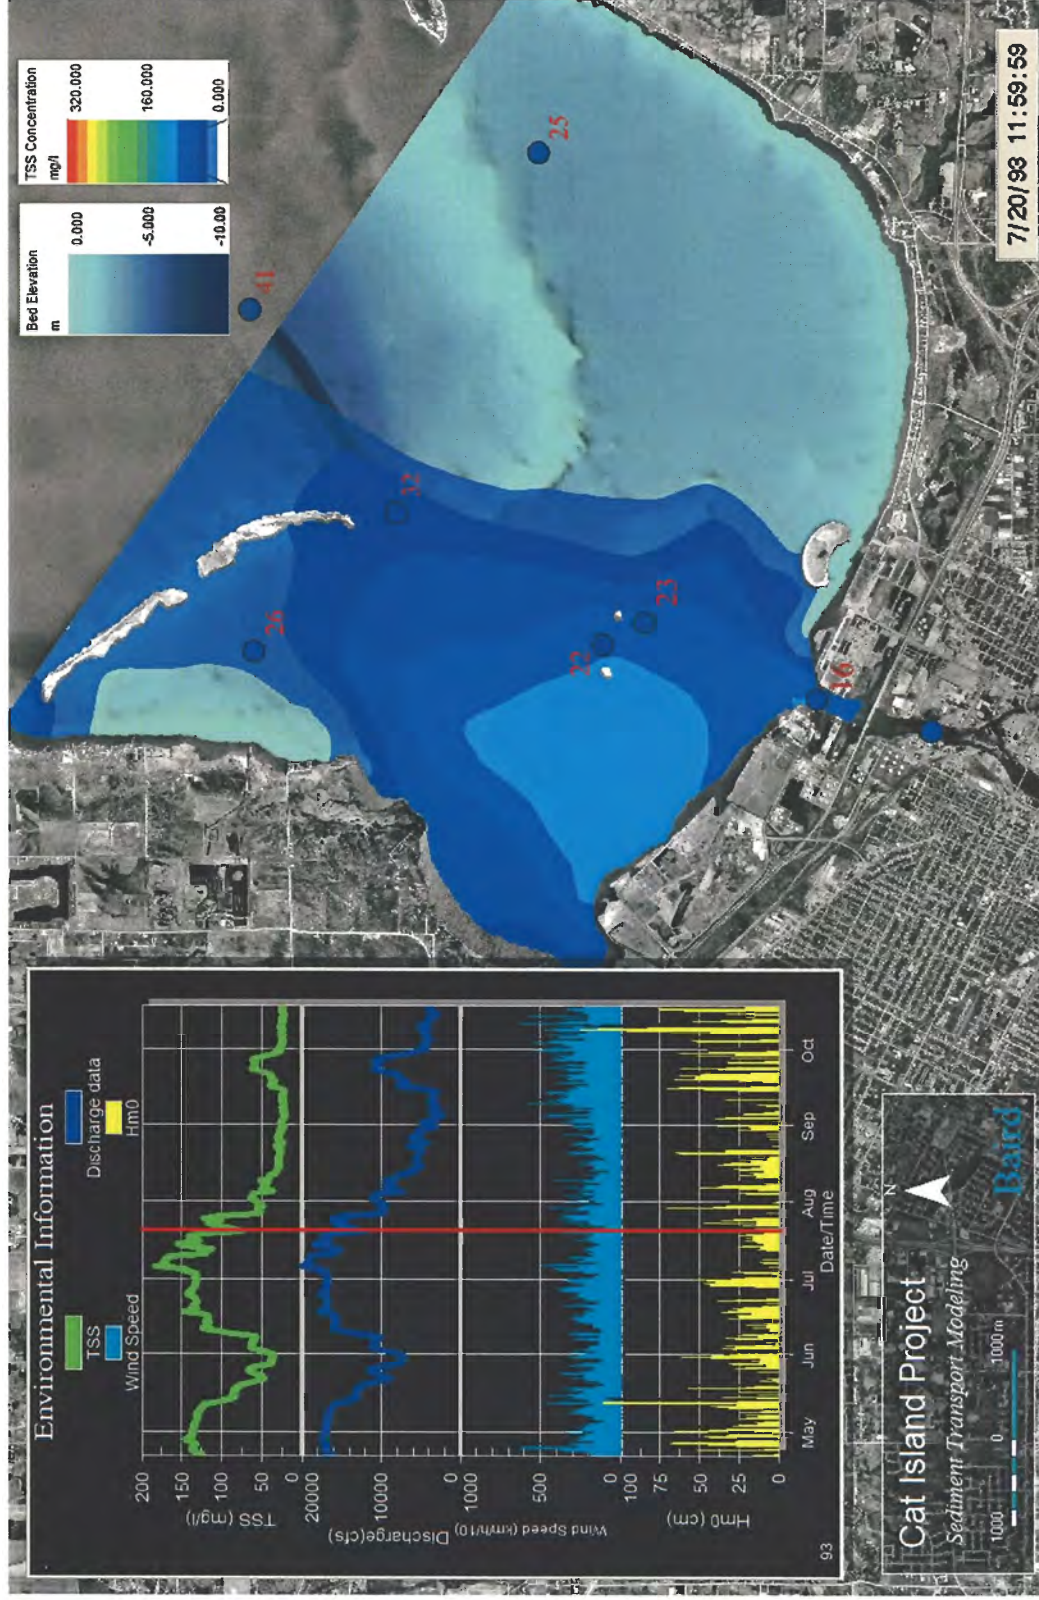 Environmental Information
TSS
Discharge data
Wind Speed
Hm0
200
150
100
50
0
TSS (mg/l)
20000
10000
0
Discharge(cfs)
500
0
Wind Speed (km/h/10)
100
75
50
25
0
Hm0 (cm)
May
Jun
Jul
Aug
Sep
Oct
Date/Time
93
Cat Island Project
Sediment Transport Modeling
1000
0
1000m
N
Baird
Bed Elevation
m
0.000
-5.000
-10.00
TSS Concentration
mg/l
320.000
160.000
0.000
41
25
32
26
22
23
16
7/20/93 11:59:59